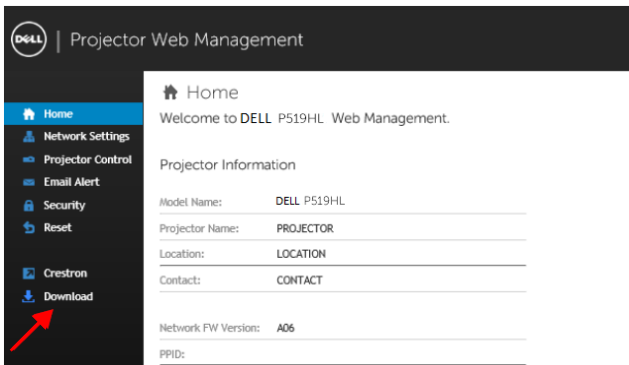 DELL | Projector Web Management
Home
Network Settings
Projector Control
Email Alert
Security
Reset
Crestron
Download
Home
Welcome to DELL P519HL Web Management.
Projector Information
Model Name: DELL P519HL
Projector Name: PROJECTOR
Location: LOCATION
Contact: CONTACT
Network FW Version: A06
PPID: